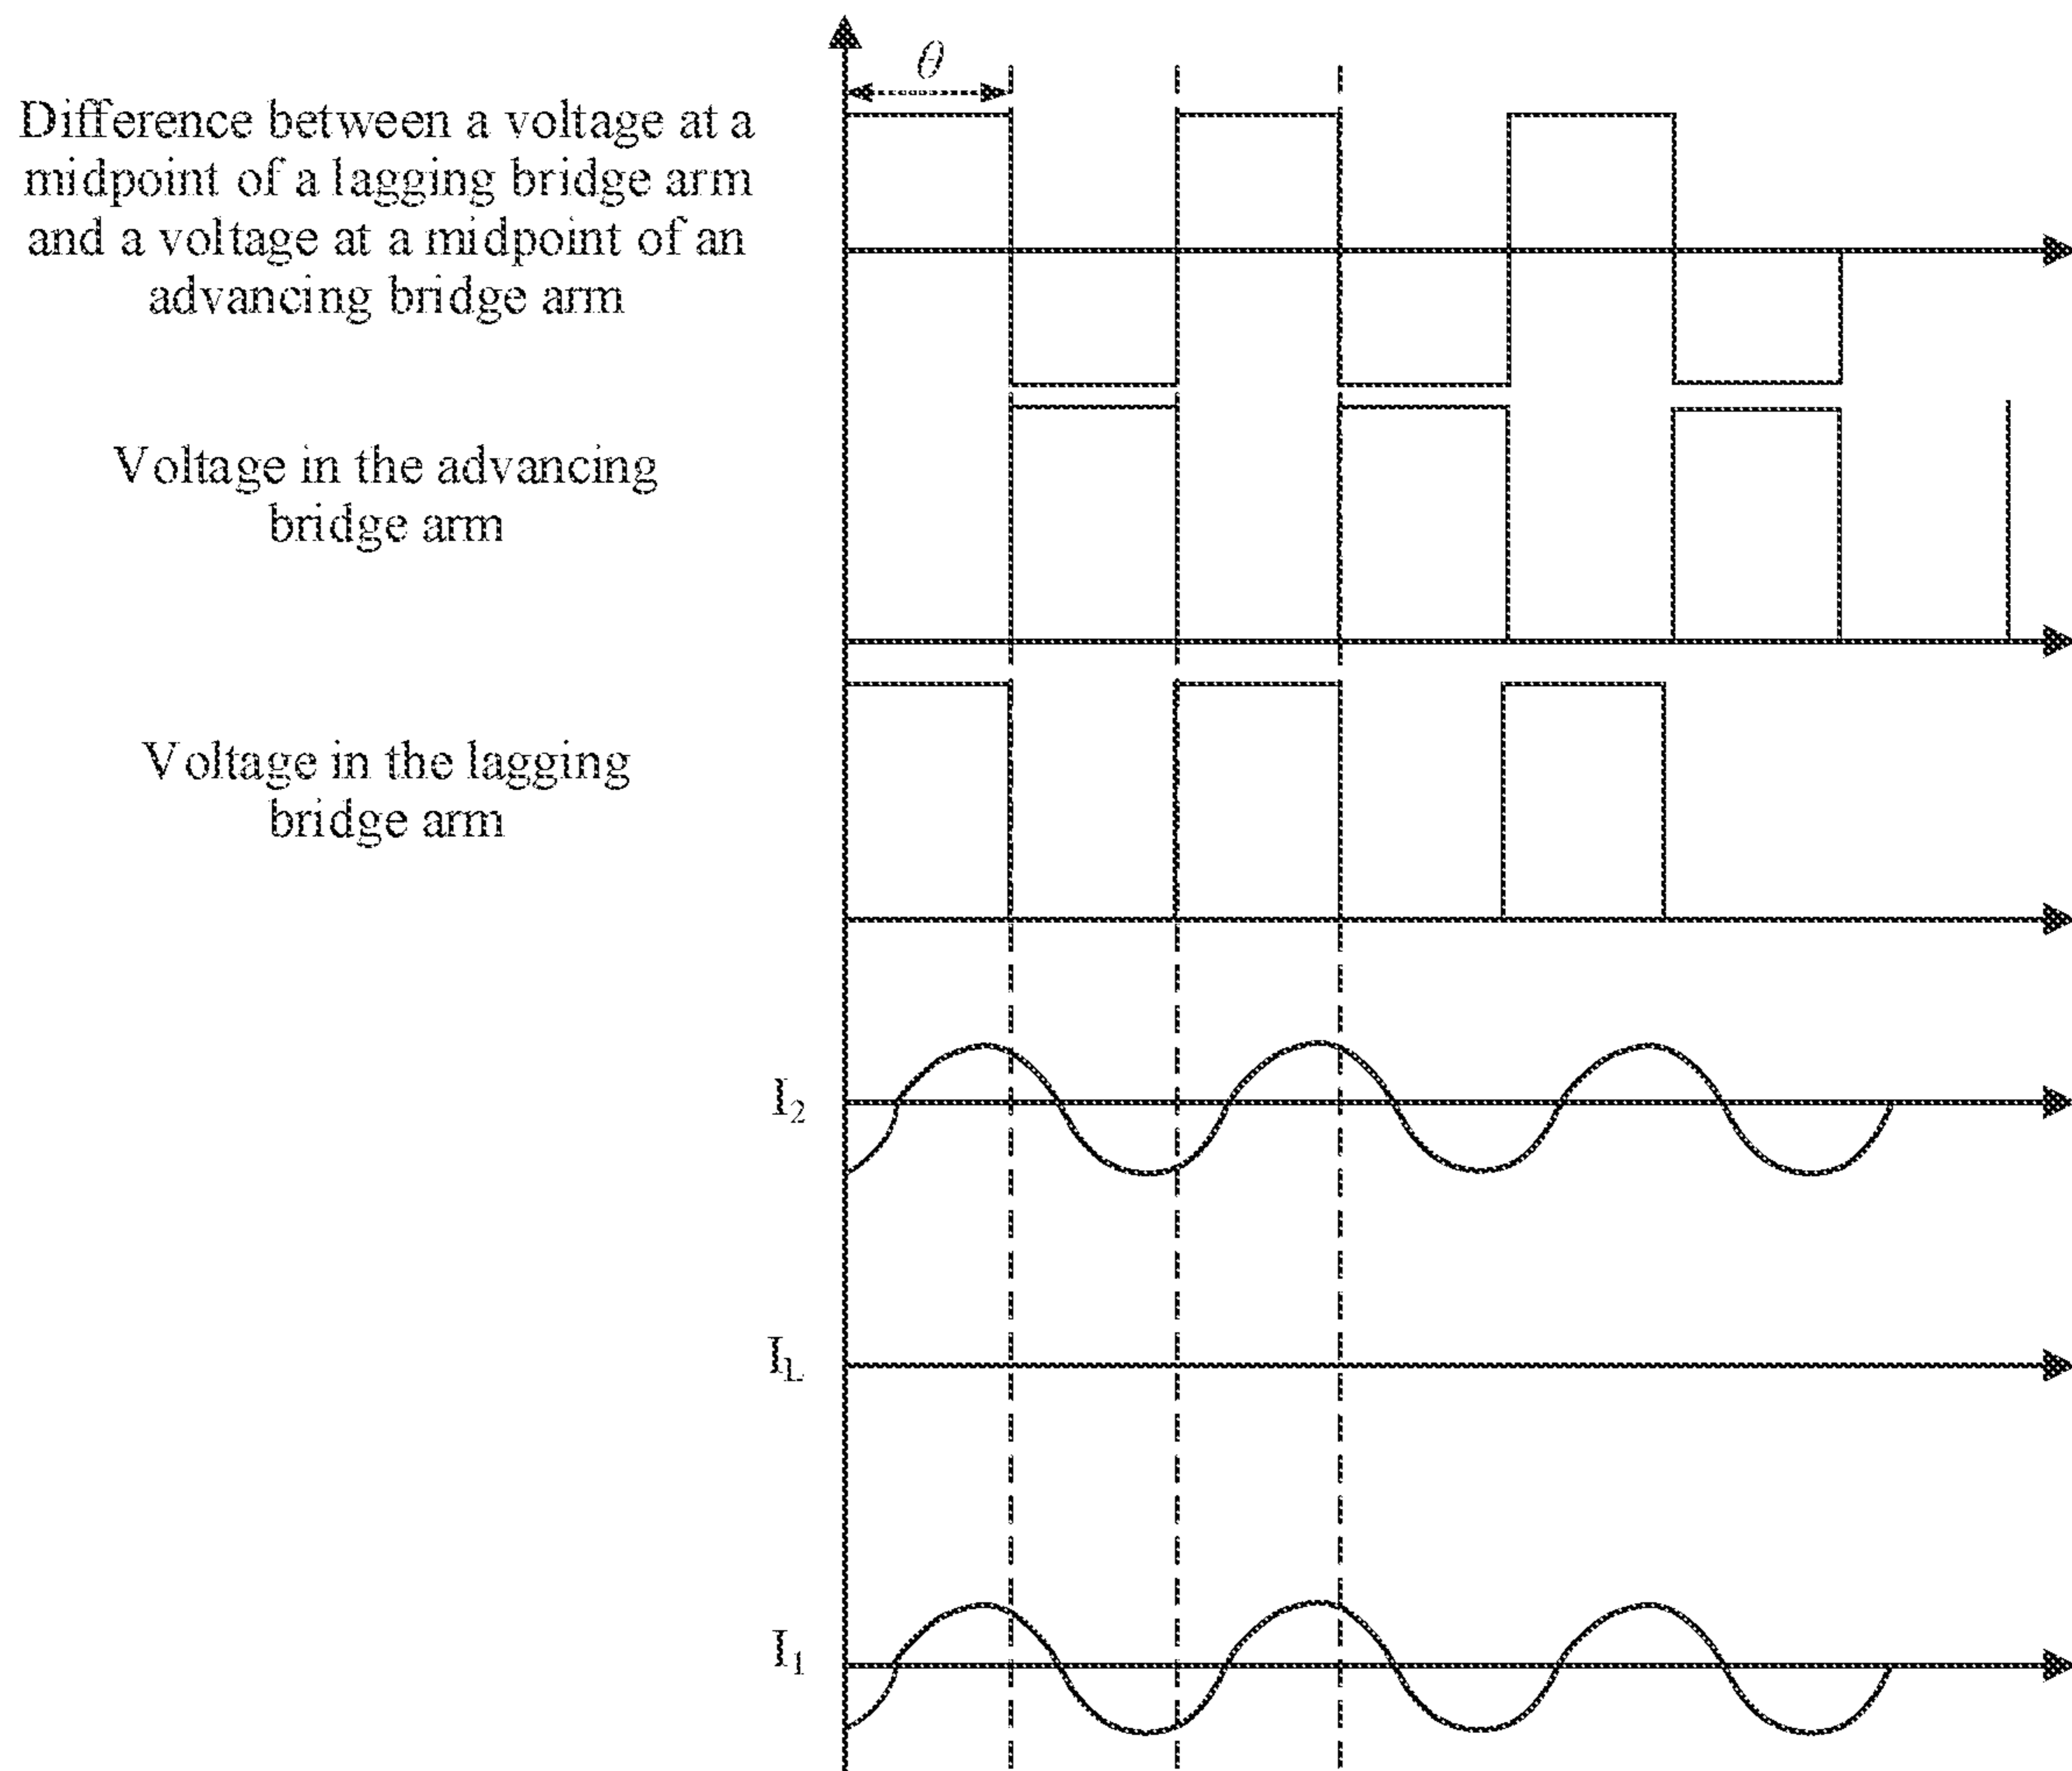 θ
Difference between a voltage at a
midpoint of a lagging bridge arm
and a voltage at a midpoint of an
advancing bridge arm
Voltage in the advancing
bridge arm
Voltage in the lagging
bridge arm
I₂
I_L
I₁